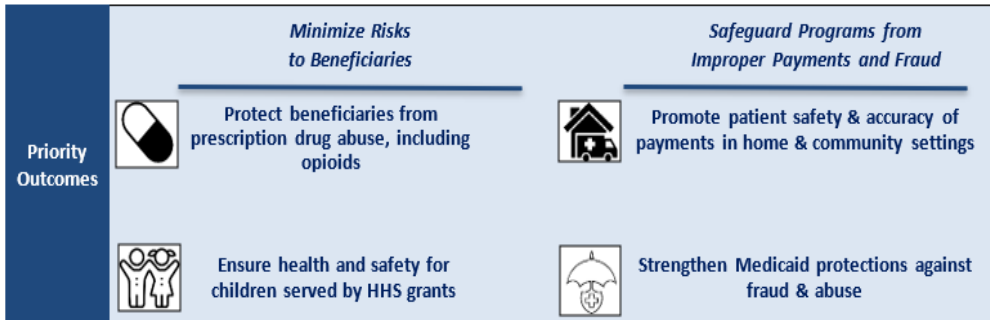 Priority
Outcomes
Minimize Risks
to Beneficiaries
Protect beneficiaries from
prescription drug abuse, including
opioids
Ensure health and safety for
children served by HHS grants
Safeguard Programs from
Improper Payments and Fraud
Promote patient safety & accuracy of
payments in home & community settings
Strengthen Medicaid protections against
fraud & abuse